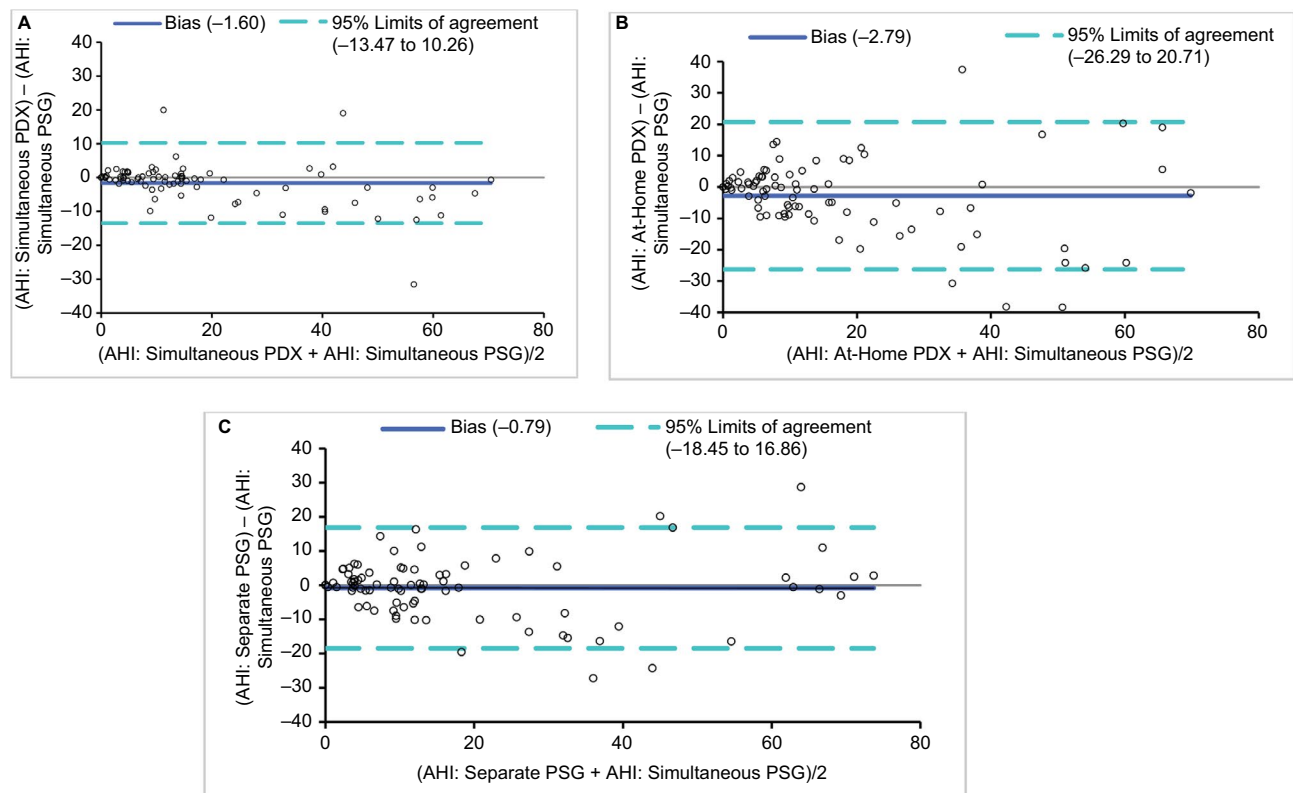 A
Bias (–1.60)
95% Limits of agreement
(–13.47 to 10.26)
(AHI: Simultaneous PDX) – (AHI:
Simultaneous PSG)
40
30
20
10
0
–10
–20
–30
–40
0
20
40
60
80
(AHI: Simultaneous PDX + AHI: Simultaneous PSG)/2
B
Bias (–2.79)
95% Limits of agreement
(–26.29 to 20.71)
(AHI: At-Home PDX) – (AHI:
Simultaneous PSG)
40
30
20
10
0
–10
–20
–30
–40
0
20
40
60
80
(AHI: At-Home PDX + AHI: Simultaneous PSG)/2
C
Bias (–0.79)
95% Limits of agreement
(–18.45 to 16.86)
(AHI: Separate PSG) – (AHI:
Simultaneous PSG)
40
30
20
10
0
–10
–20
–30
–40
0
20
40
60
80
(AHI: Separate PSG + AHI: Simultaneous PSG)/2